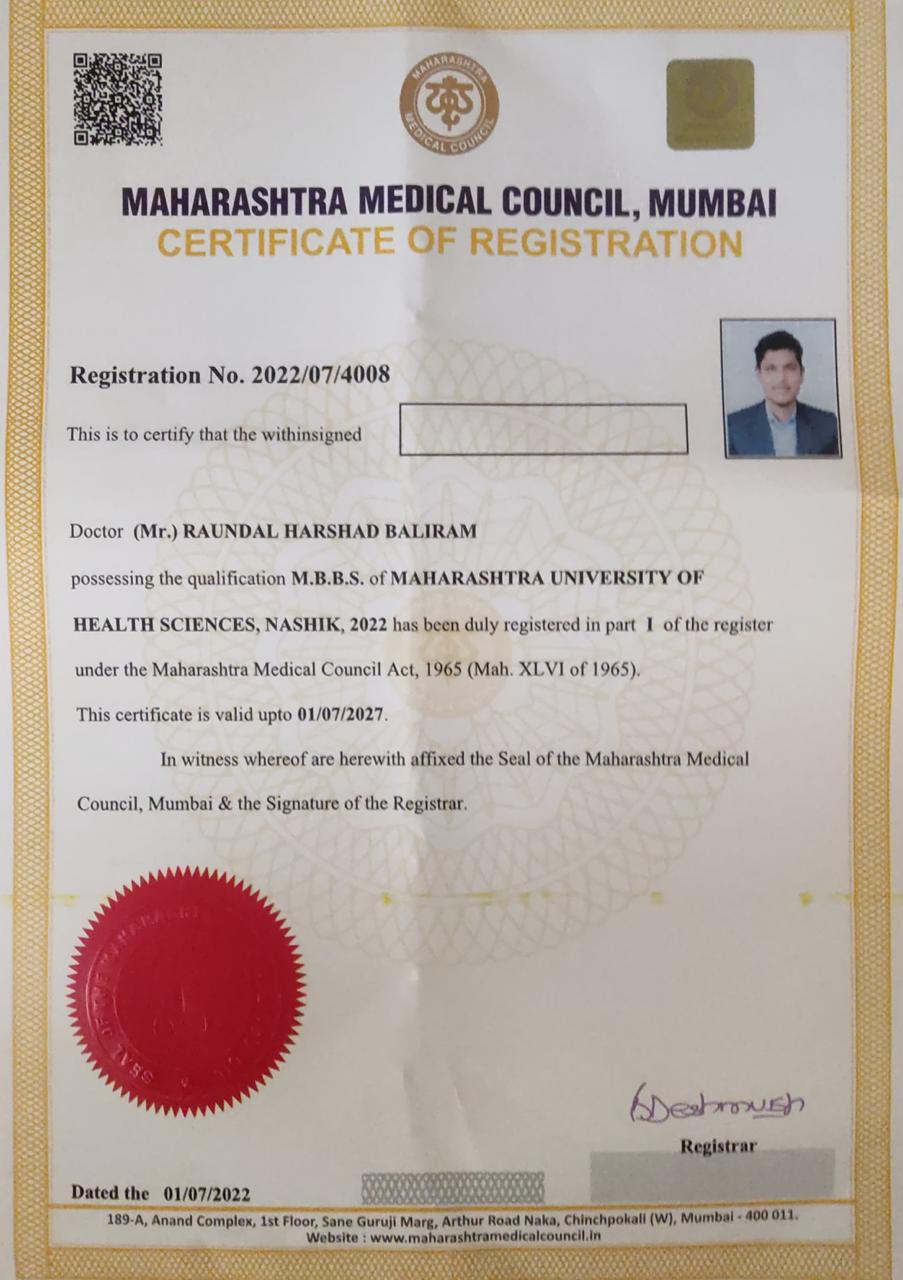 MAHARASHTRA
MEDICAL COUNCIL
MAHARASHTRA MEDICAL COUNCIL, MUMBAI
CERTIFICATE OF REGISTRATION
Registration No. 2022/07/4008
This is to certify that the withinsigned
Doctor (Mr.) RAUNDAL HARSHAD BALIRAM
possessing the qualification M.B.B.S. of MAHARASHTRA UNIVERSITY OF
HEALTH SCIENCES, NASHIK, 2022 has been duly registered in part I of the register
under the Maharashtra Medical Council Act, 1965 (Mah. XLVI of 1965).
This certificate is valid upto 01/07/2027.
In witness whereof are herewith affixed the Seal of the Maharashtra Medical
Council, Mumbai & the Signature of the Registrar.
SEAL OF THE
Registrar
Dated the 01/07/2022
189-A, Anand Complex, 1st Floor, Sane Guruji Marg, Arthur Road Naka, Chinchpokali (W), Mumbai - 400 011.
Website : www.maharashtramedicalcouncil.in